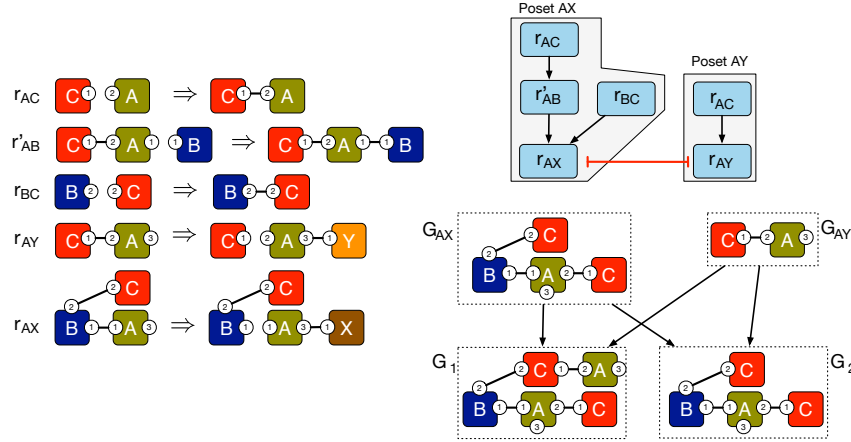 r_AC C 1 2 A ⇒ C 1 2 A
r'_AB C 1 2 A 1 1 B ⇒ C 1 2 A 1 1 B
r_BC B 2 2 C ⇒ B 2 2 C
r_AY C 1 2 A 3 ⇒ C 1 2 A 3 1 Y
2 C 2 C
2 2
r_AX B 1 1 A 3 ⇒ B 1 1 A 3 1 X
Poset AX
r_AC
r'_AB r_BC
r_AX
Poset AY
r_AC
r_AY
G_AX
2 C
2
B 1 1 A 2 1 C
3
G_AY
C 1 2 A 3
G_1
2 C 1 2 A 3
2
B 1 1 A 2 1 C
3
G_2
2 C
2
B 1 1 A 2 1 C
3